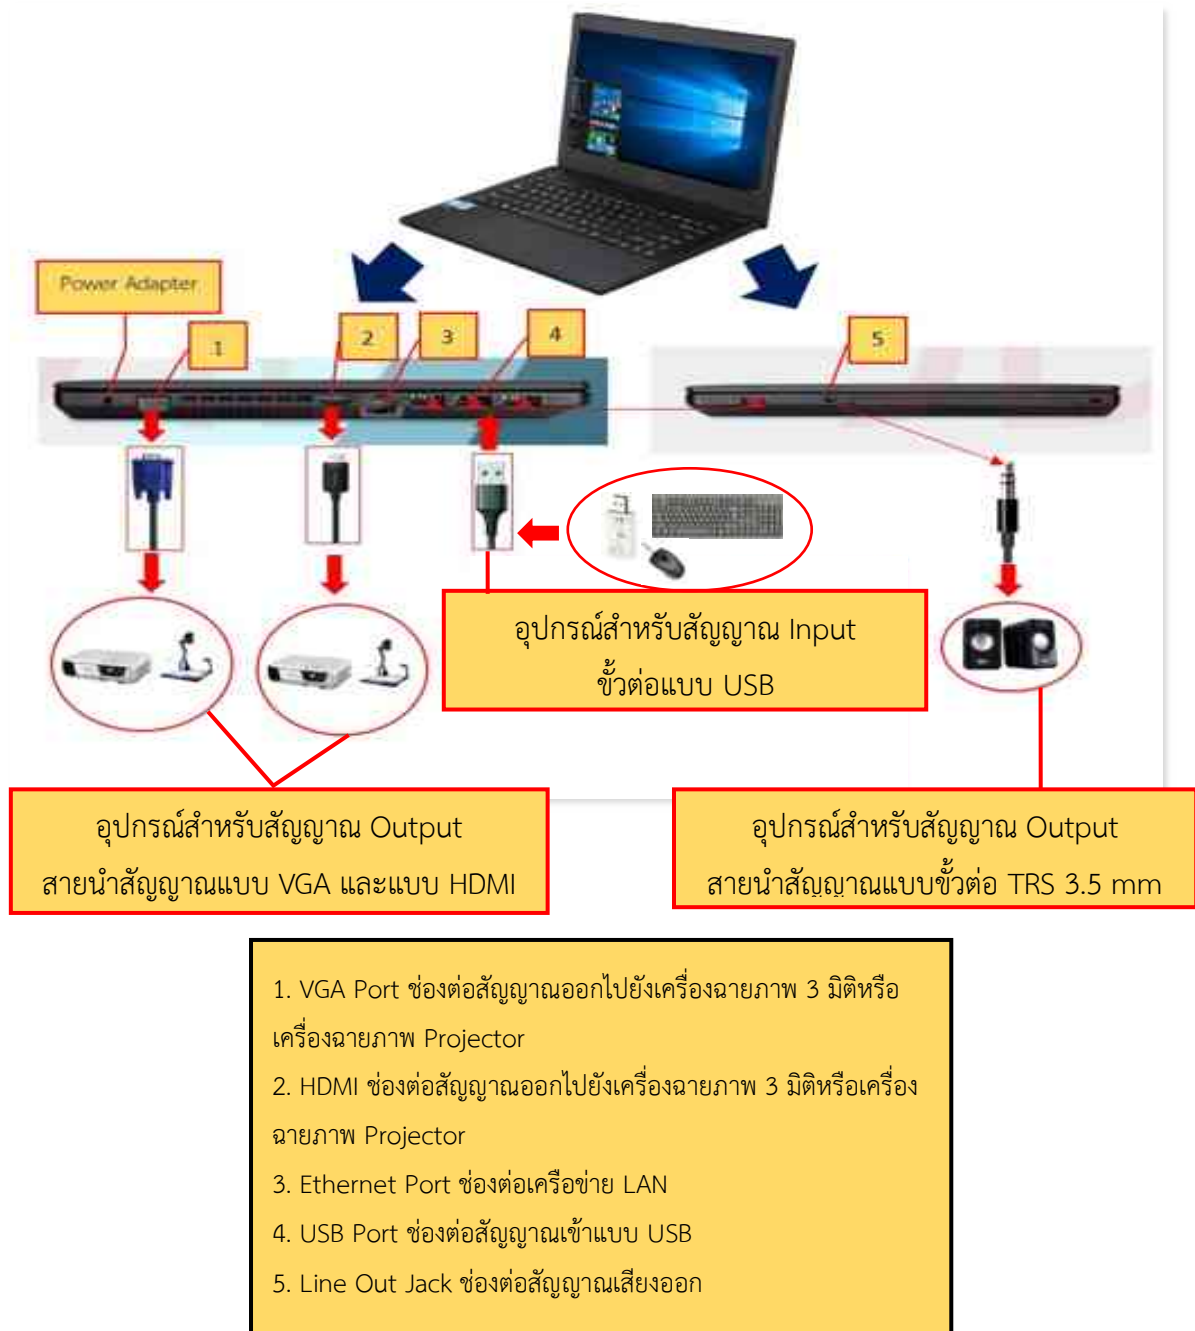 Power Adapter
1
2
3
4
5
อุปกรณ์สำหรับสัญญาณ Input
ขั้วต่อแบบ USB
อุปกรณ์สำหรับสัญญาณ Output
สายนำสัญญาณแบบ VGA และแบบ HDMI
อุปกรณ์สำหรับสัญญาณ Output
สายนำสัญญาณแบบขั้วต่อ TRS 3.5 mm
1. VGA Port ช่องต่อสัญญาณออกไปยังเครื่องฉายภาพ 3 มิติหรือ
เครื่องฉายภาพ Projector
2. HDMI ช่องต่อสัญญาณออกไปยังเครื่องฉายภาพ 3 มิติหรือเครื่อง
ฉายภาพ Projector
3. Ethernet Port ช่องต่อเครือข่าย LAN
4. USB Port ช่องต่อสัญญาณเข้าแบบ USB
5. Line Out Jack ช่องต่อสัญญาณเสียงออก